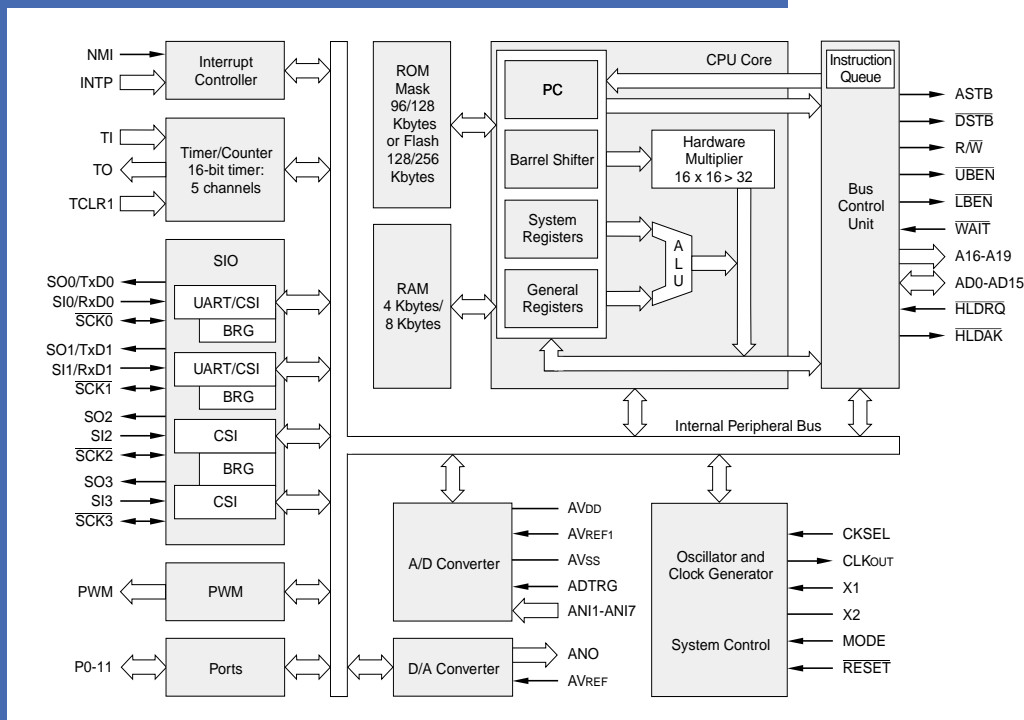 NMI
INTP
Interrupt
Controller
TI
TO
TCLR1
Timer/Counter
16-bit timer:
5 channels
SIO
SO0/TxD0
SI0/RxD0
SCK0
UART/CSI
BRG
SO1/TxD1
SI1/RxD1
SCK1
UART/CSI
BRG
SO2
SI2
SCK2
CSI
BRG
SO3
SI3
SCK3
CSI
PWM
PWM
P0-11
Ports
ROM
Mask
96/128
Kbytes
or Flash
128/256
Kbytes
RAM
4 Kbytes/
8 Kbytes
CPU Core
PC
Barrel Shifter
System
Registers
General
Registers
Hardware
Multiplier
16 x 16 > 32
A
L
U
Instruction
Queue
Bus
Control
Unit
ASTB
DSTB
R/W
UBEN
LBEN
WAIT
A16-A19
AD0-AD15
HLDRQ
HLDAK
Internal Peripheral Bus
A/D Converter
AVDD
AVREF1
AVSS
ADTRG
ANI1-ANI7
D/A Converter
ANO
AVREF
Oscillator and
Clock Generator
System Control
CKSEL
CLKOUT
X1
X2
MODE
RESET